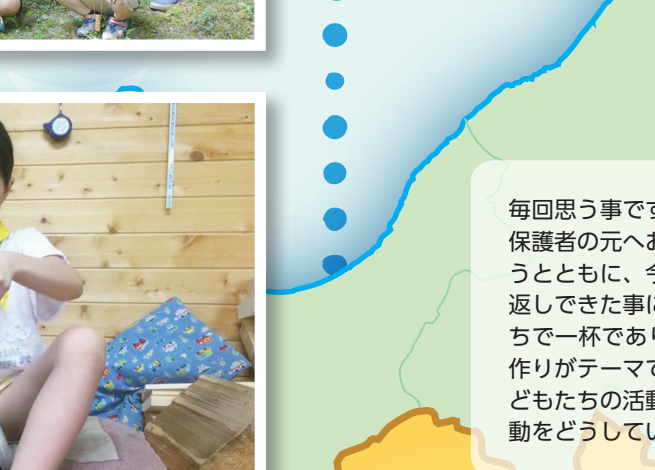 毎回思う事です
保護者の元へお
うとともに、今
返しできた事に
ちで一杯であり
作りがテーマで
どもたちの活動
動をどうしてい